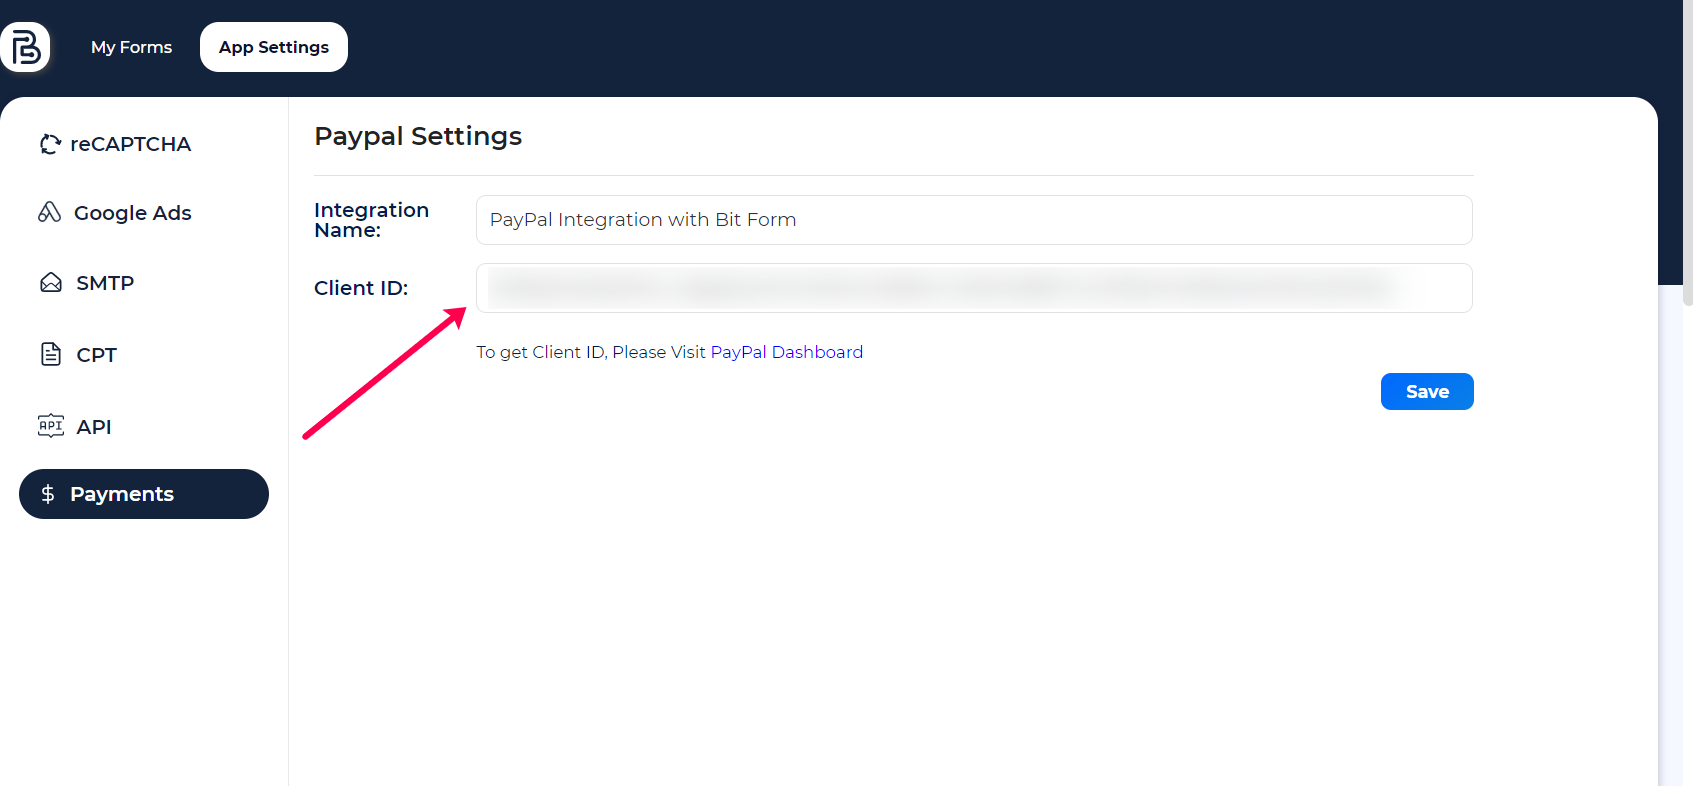 My Forms
App Settings
reCAPTCHA
Google Ads
SMTP
CPT
API
Payments
Paypal Settings
Integration
Name:
PayPal Integration with Bit Form
Client ID:
To get Client ID, Please Visit PayPal Dashboard
Save